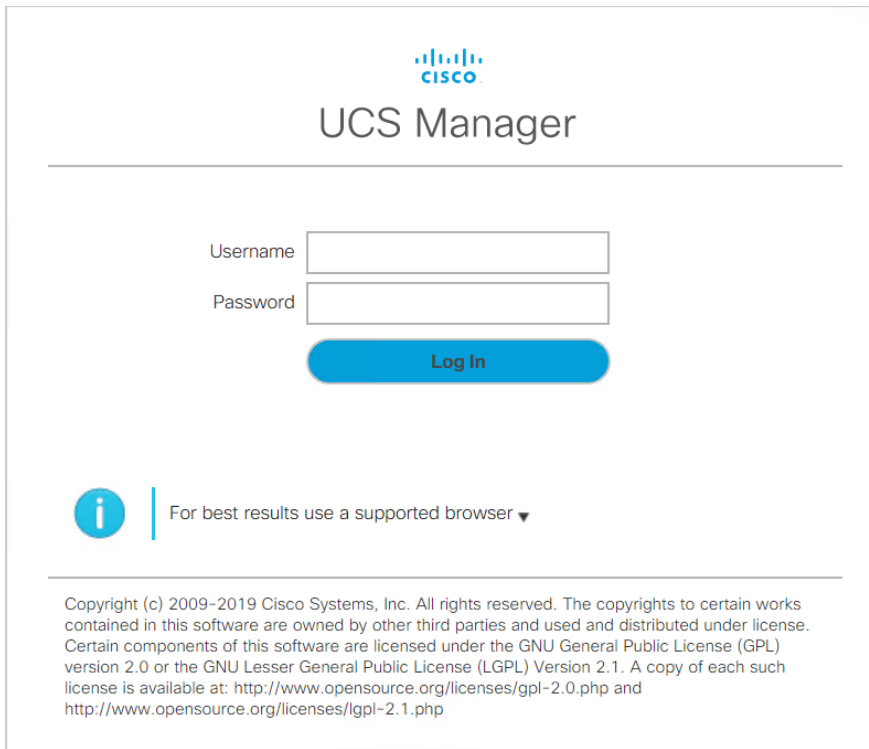 CISCO
UCS Manager
Username
Password
Log In
For best results use a supported browser
Copyright (c) 2009-2019 Cisco Systems, Inc. All rights reserved. The copyrights to certain works
contained in this software are owned by other third parties and used and distributed under license.
Certain components of this software are licensed under the GNU General Public License (GPL)
version 2.0 or the GNU Lesser General Public License (LGPL) Version 2.1. A copy of each such
license is available at: http://www.opensource.org/licenses/gpl-2.0.php and
http://www.opensource.org/licenses/lgpl-2.1.php